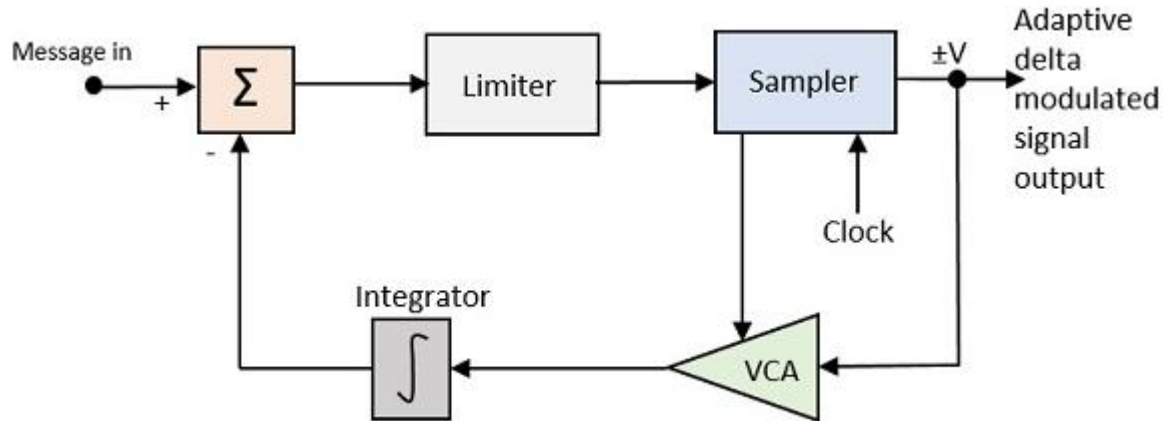 Message in
+
Σ
-
Limiter
Sampler
±V
Adaptive
delta
modulated
signal
output
Clock
Integrator
∫
VCA